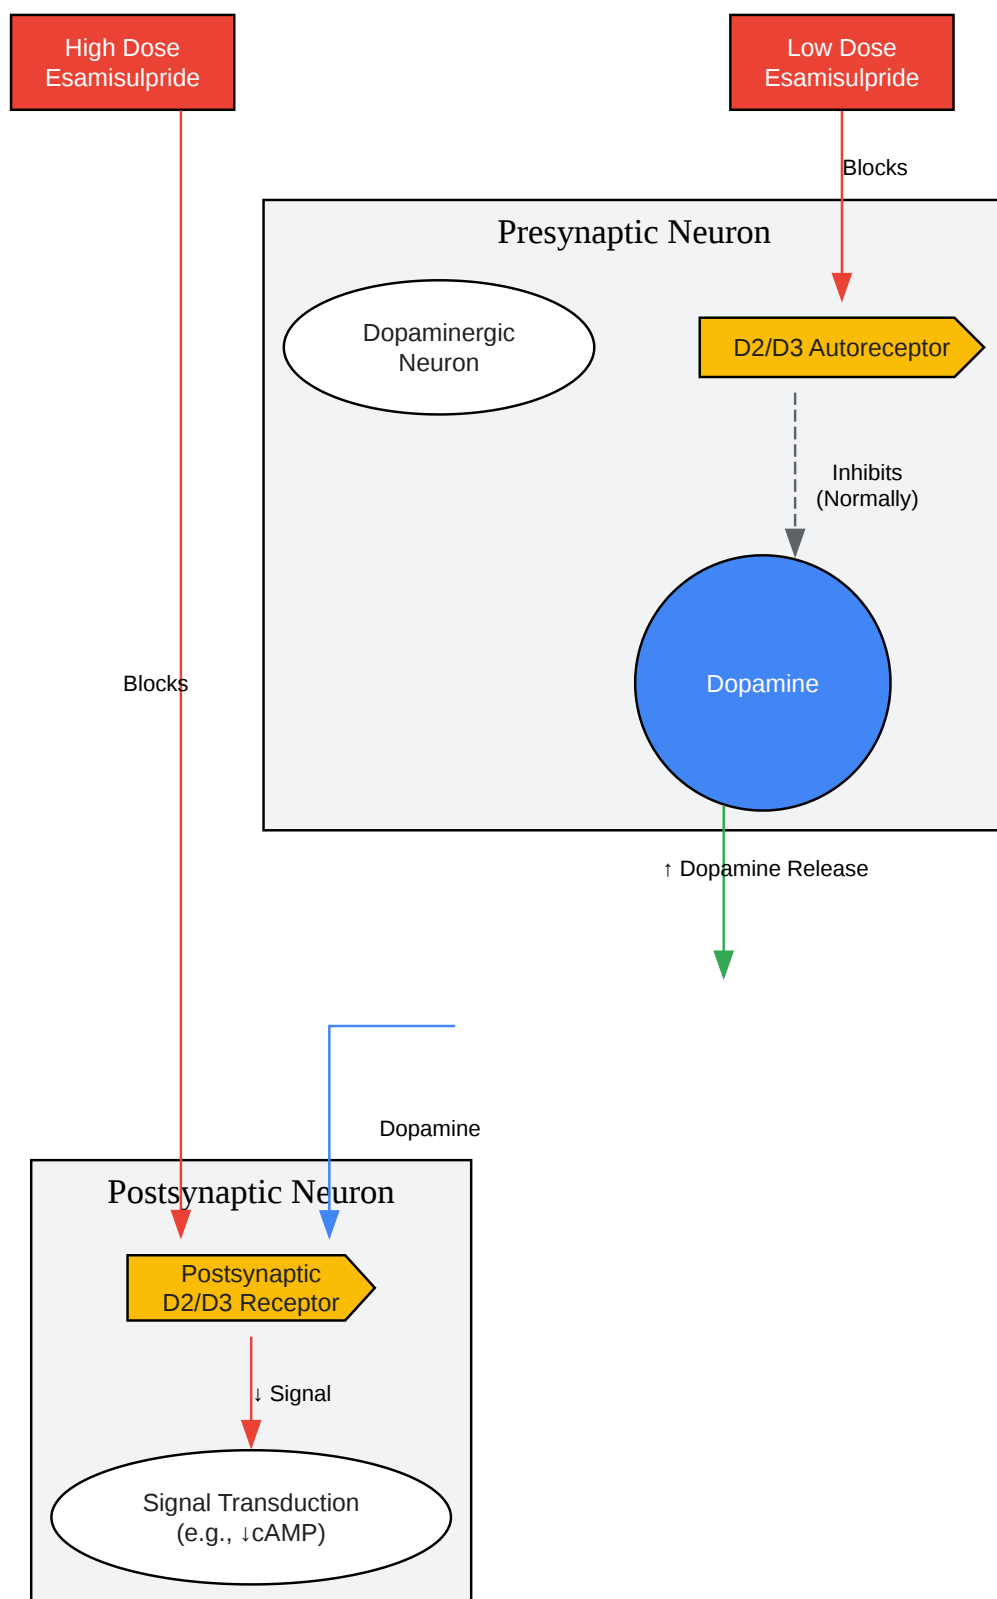 High Dose
Esamisulpride
Low Dose
Esamisulpride
Blocks
Presynaptic Neuron
Dopaminergic
Neuron
D2/D3 Autoreceptor
Inhibits
(Normally)
Blocks
Dopamine
↑ Dopamine Release
Dopamine
Postsynaptic Neuron
Postsynaptic
D2/D3 Receptor
↓ Signal
Signal Transduction
(e.g., ↓cAMP)